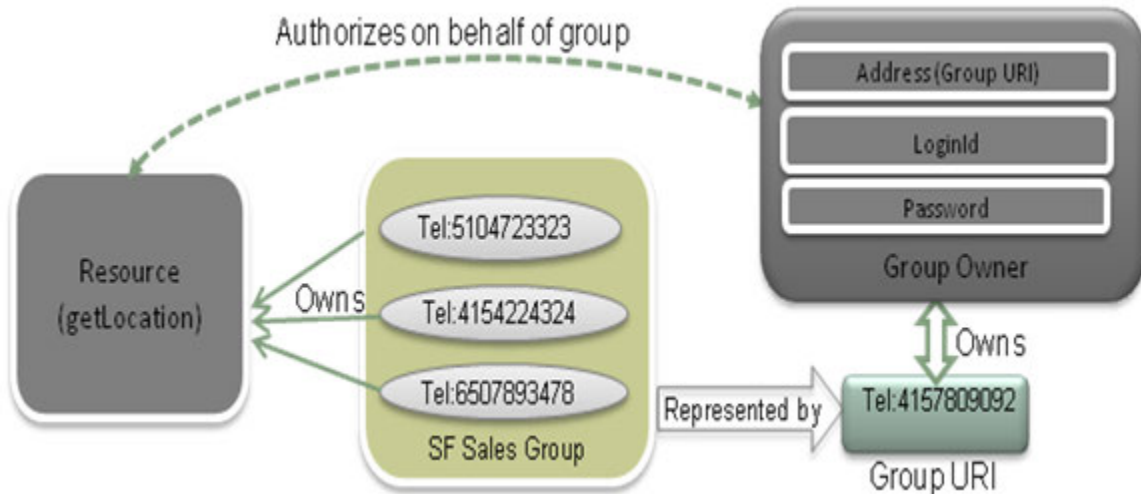 Authorizes on behalf of group
Address (Group URI)
LoginId
Password
Group Owner
Resource
(getLocation)
Owns
Tel:5104723323
Tel:4154224324
Tel:6507893478
SF Sales Group
Represented by
Owns
Tel:4157809092
Group URI